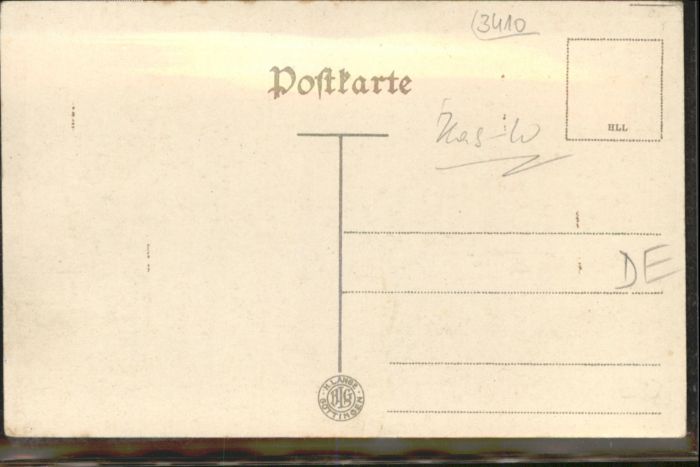 3410
Postkarte
HLL
DE
H. LANGE
GÖTTINGEN